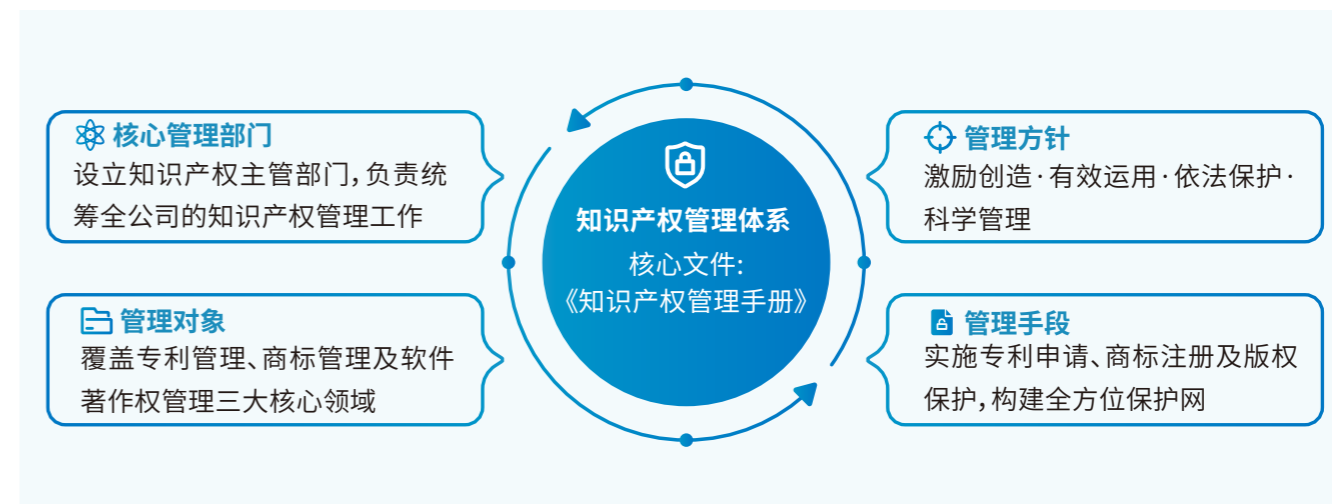 核心管理部门
设立知识产权主管部门,负责统
筹全公司的知识产权管理工作
管理对象
覆盖专利管理、商标管理及软件
著作权管理三大核心领域
知识产权管理体系
核心文件:
《知识产权管理手册》
管理方针
激励创造·有效运用·依法保护·
科学管理
管理手段
实施专利申请、商标注册及版权
保护,构建全方位保护网